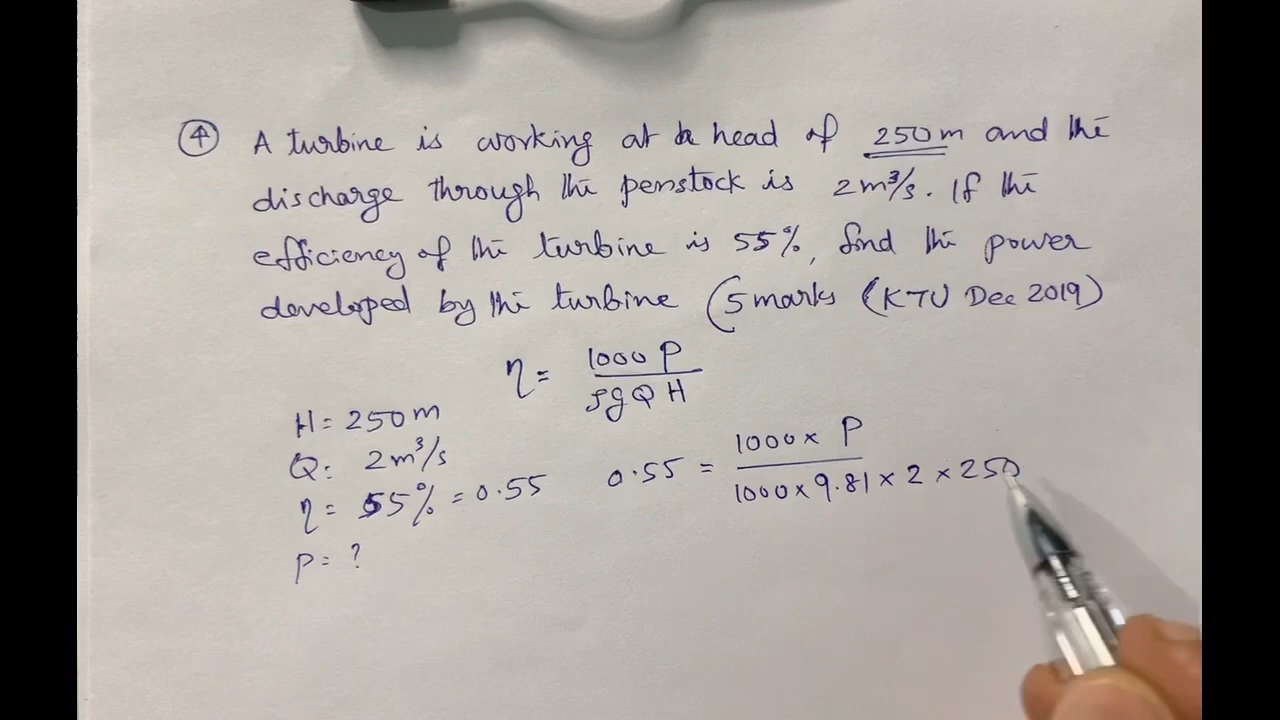 ④ A turbine is working at a head of 250m and the
discharge through the penstock is 2m³/s. If the
efficiency of the turbine is 55%, find the power
developed by the turbine (5 marks (KTU Dec 2019)
η = 1000 P / ρgQH
H = 250m
Q: 2m³/s
η = 55% = 0.55
0.55 = 1000 × P / 1000 × 9.81 × 2 × 250
P = ?